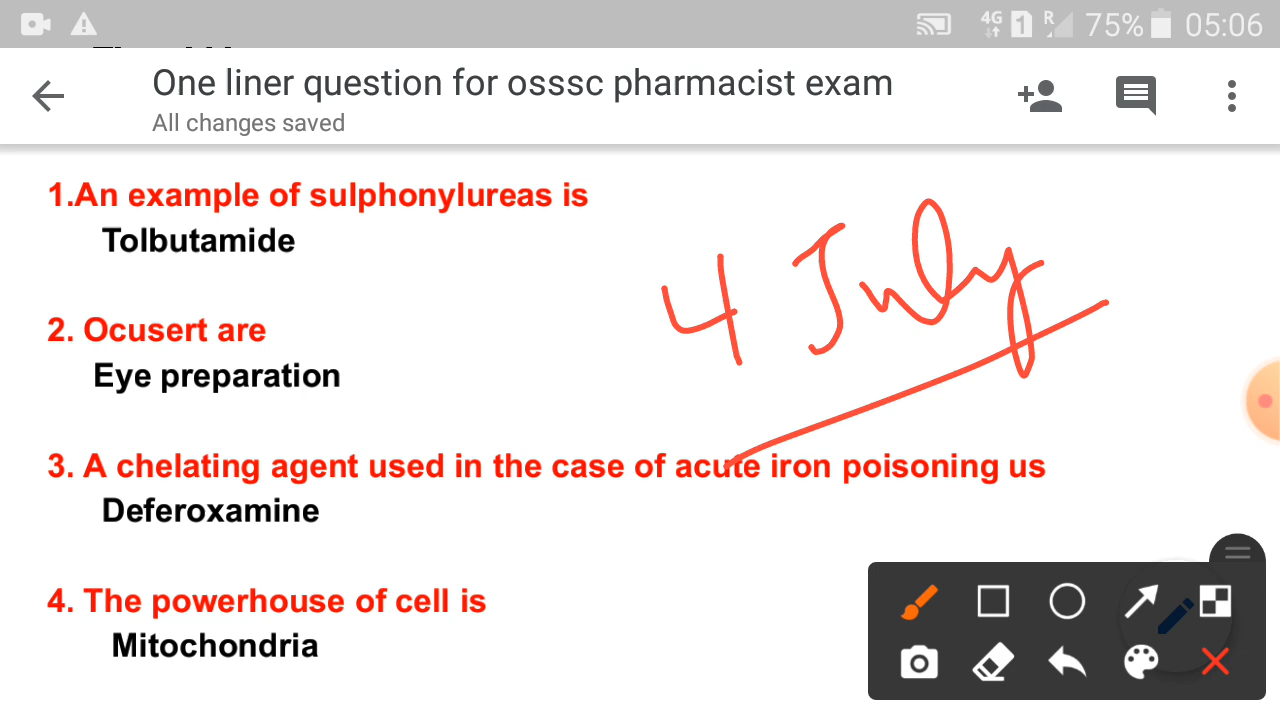 4G 1 R 75% 05:06
One liner question for osssc pharmacist exam
All changes saved
1.An example of sulphonylureas is
Tolbutamide
4 July
2. Ocusert are
Eye preparation
3. A chelating agent used in the case of acute iron poisoning us
Deferoxamine
4. The powerhouse of cell is
Mitochondria